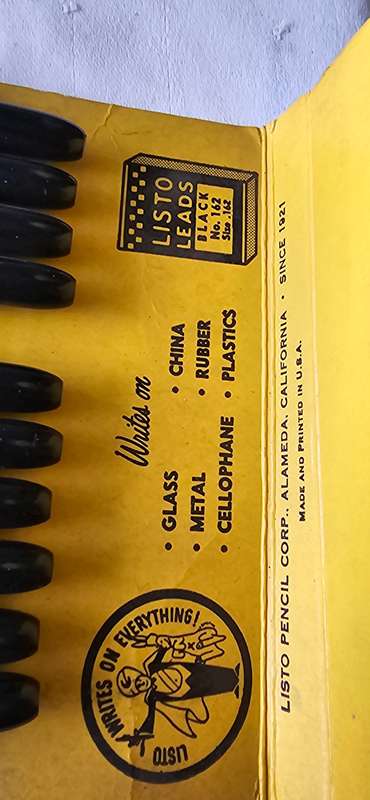 LISTO WRITES ON EVERYTHING!
Writes on
• GLASS • CHINA
• METAL • RUBBER
• CELLOPHANE • PLASTICS
LISTO
LEADS
BLACK
No. 162
Size .162
LISTO PENCIL CORP., ALAMEDA, CALIFORNIA • SINCE 1921
MADE AND PRINTED IN U.S.A.